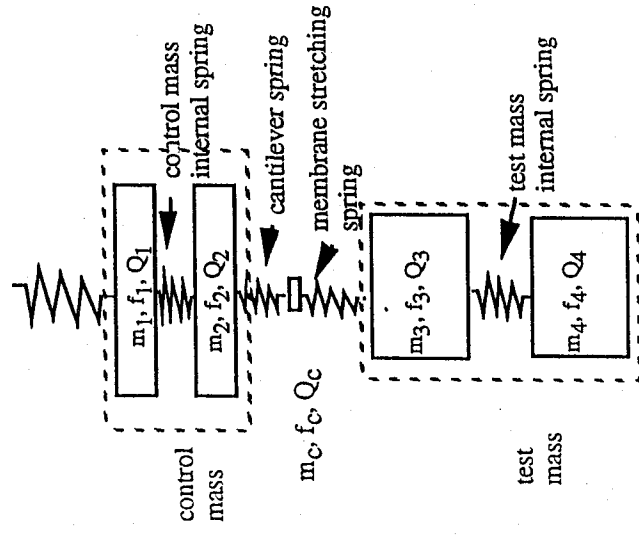 m1, f1, Q1
control mass
internal spring
m2, f2, Q2
control
mass
cantilever spring
mC, fC, QC
membrane stretching
spring
m3, f3, Q3
test mass
internal spring
m4, f4, Q4
test
mass